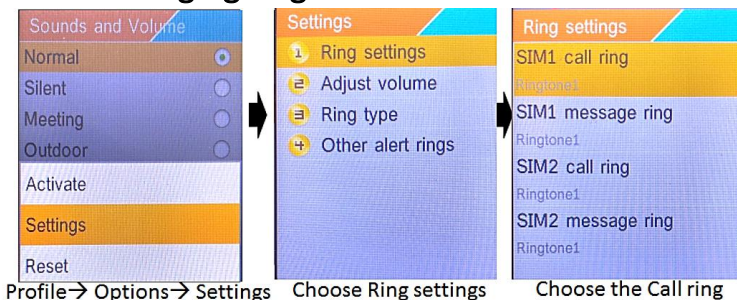 Sounds and Volume
Normal
Silent
Meeting
Outdoor
Activate
Settings
Reset
Profile→ Options→ Settings
Settings
1 Ring settings
2 Adjust volume
3 Ring type
4 Other alert rings
Choose Ring settings
Ring settings
SIM1 call ring
Ringtone1
SIM1 message ring
Ringtone1
SIM2 call ring
Ringtone1
SIM2 message ring
Ringtone1
Choose the Call ring